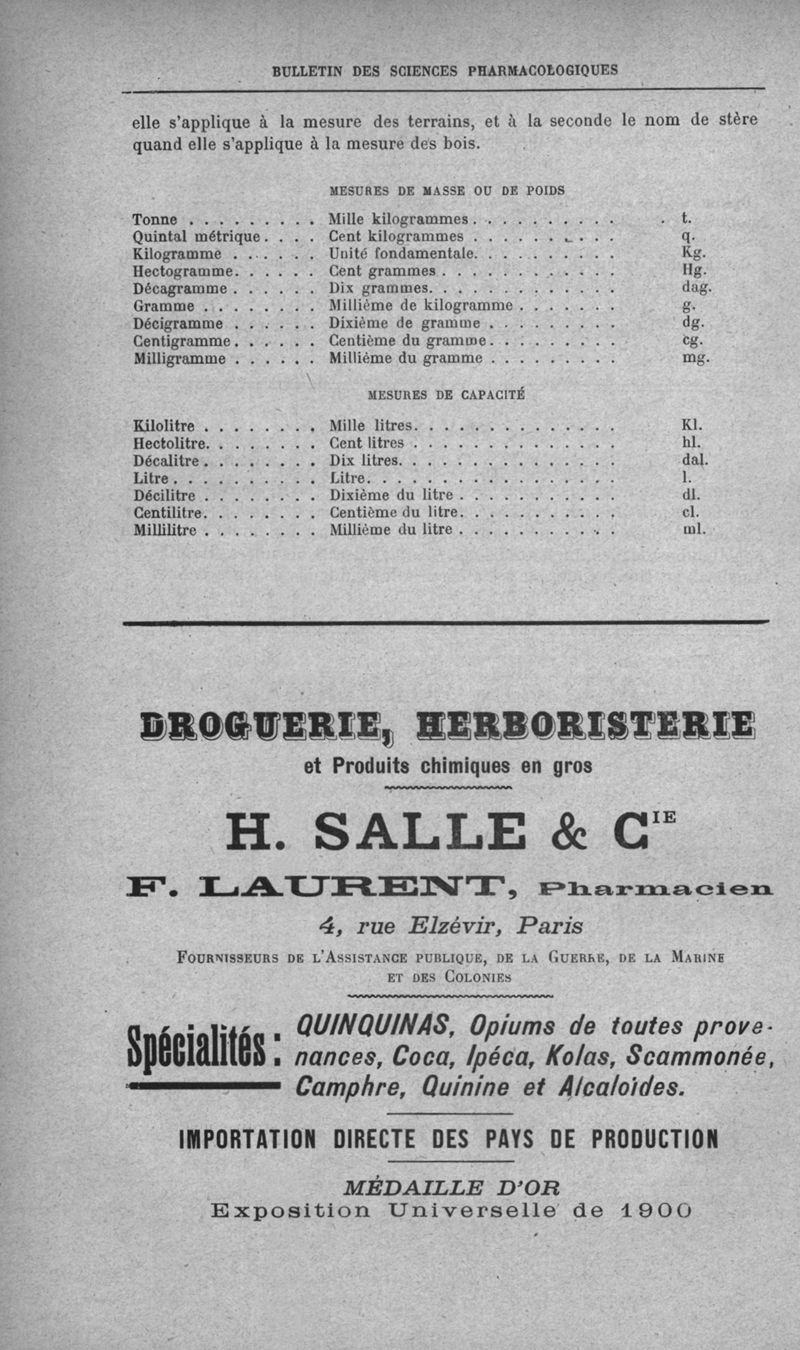 BULLETIN DES SCIENCES PHARMACOLOGIQUES
elle s'applique à la mesure des terrains, et à la seconde le nom de stère
quand elle s'applique à la mesure des bois.
MESURES DE MASSE OU DE POIDS
Tonne . . . . . . . . . Mille kilogrammes . . . . . . . . . . . t.
Quintal métrique . . . . Cent kilogrammes . . . . . . . . . . q.
Kilogramme . . . . . . Unité fondamentale. . . . . . . . . . Kg.
Hectogramme. . . . . . Cent grammes . . . . . . . . . . . . Hg.
Décagramme . . . . . . Dix grammes. . . . . . . . . . . . . dag.
Gramme . . . . . . . . Millième de kilogramme . . . . . . . g.
Décigramme . . . . . . Dixième de gramme . . . . . . . . . dg.
Centigramme. . . . . . Centième du gramme. . . . . . . . . cg.
Milligramme . . . . . . Millième du gramme . . . . . . . . . mg.
MESURES DE CAPACITÉ
Kilolitre . . . . . . . . Mille litres. . . . . . . . . . . . . . Kl.
Hectolitre. . . . . . . . Cent litres . . . . . . . . . . . . . . hl.
Décalitre . . . . . . . . Dix litres. . . . . . . . . . . . . . . dal.
Litre . . . . . . . . . . Litre. . . . . . . . . . . . . . . . . l.
Décilitre . . . . . . . . Dixième du litre . . . . . . . . . . . dl.
Centilitre. . . . . . . . Centième du litre. . . . . . . . . . . cl.
Millilitre . . . . . . . . Millième du litre . . . . . . . . . . . ml.
DROGUERIE, HERBORISTERIE
et Produits chimiques en gros
H. SALLE & CIE
F. LAURENT, Pharmacien
4, rue Elzévir, Paris
FOURNISSEURS DE L'ASSISTANCE PUBLIQUE, DE LA GUERRE, DE LA MARINE
ET DES COLONIES
Spécialités : QUINQUINAS, Opiums de toutes prove-
nances, Coca, Ipéca, Kolas, Scammonée,
Camphre, Quinine et Alcaloïdes.
IMPORTATION DIRECTE DES PAYS DE PRODUCTION
MÉDAILLE D'OR
Exposition Universelle de 1900